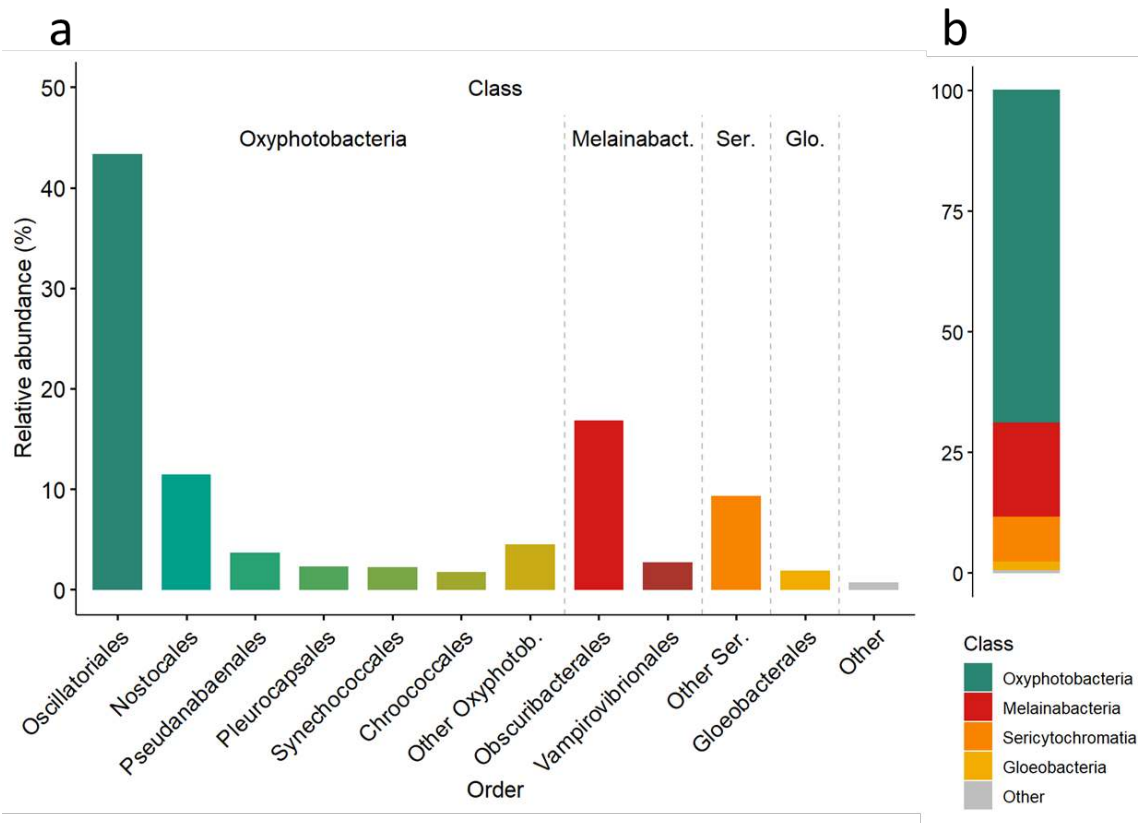 a
b
50
40
30
20
10
0
Relative abundance (%)
Class
Oxyphotobacteria
Melainabact.
Ser.
Glo.
Oscillatoriales
Nostocales
Pseudanabaenales
Pleurocapsales
Synechococcales
Chroococcales
Other Oxyphotob.
Obscuribacterales
Vampirovibrionales
Other Ser.
Gloeobacterales
Other
Order
100
75
50
25
0
Class
Oxyphotobacteria
Melainabacteria
Sericytochromatia
Gloeobacteria
Other